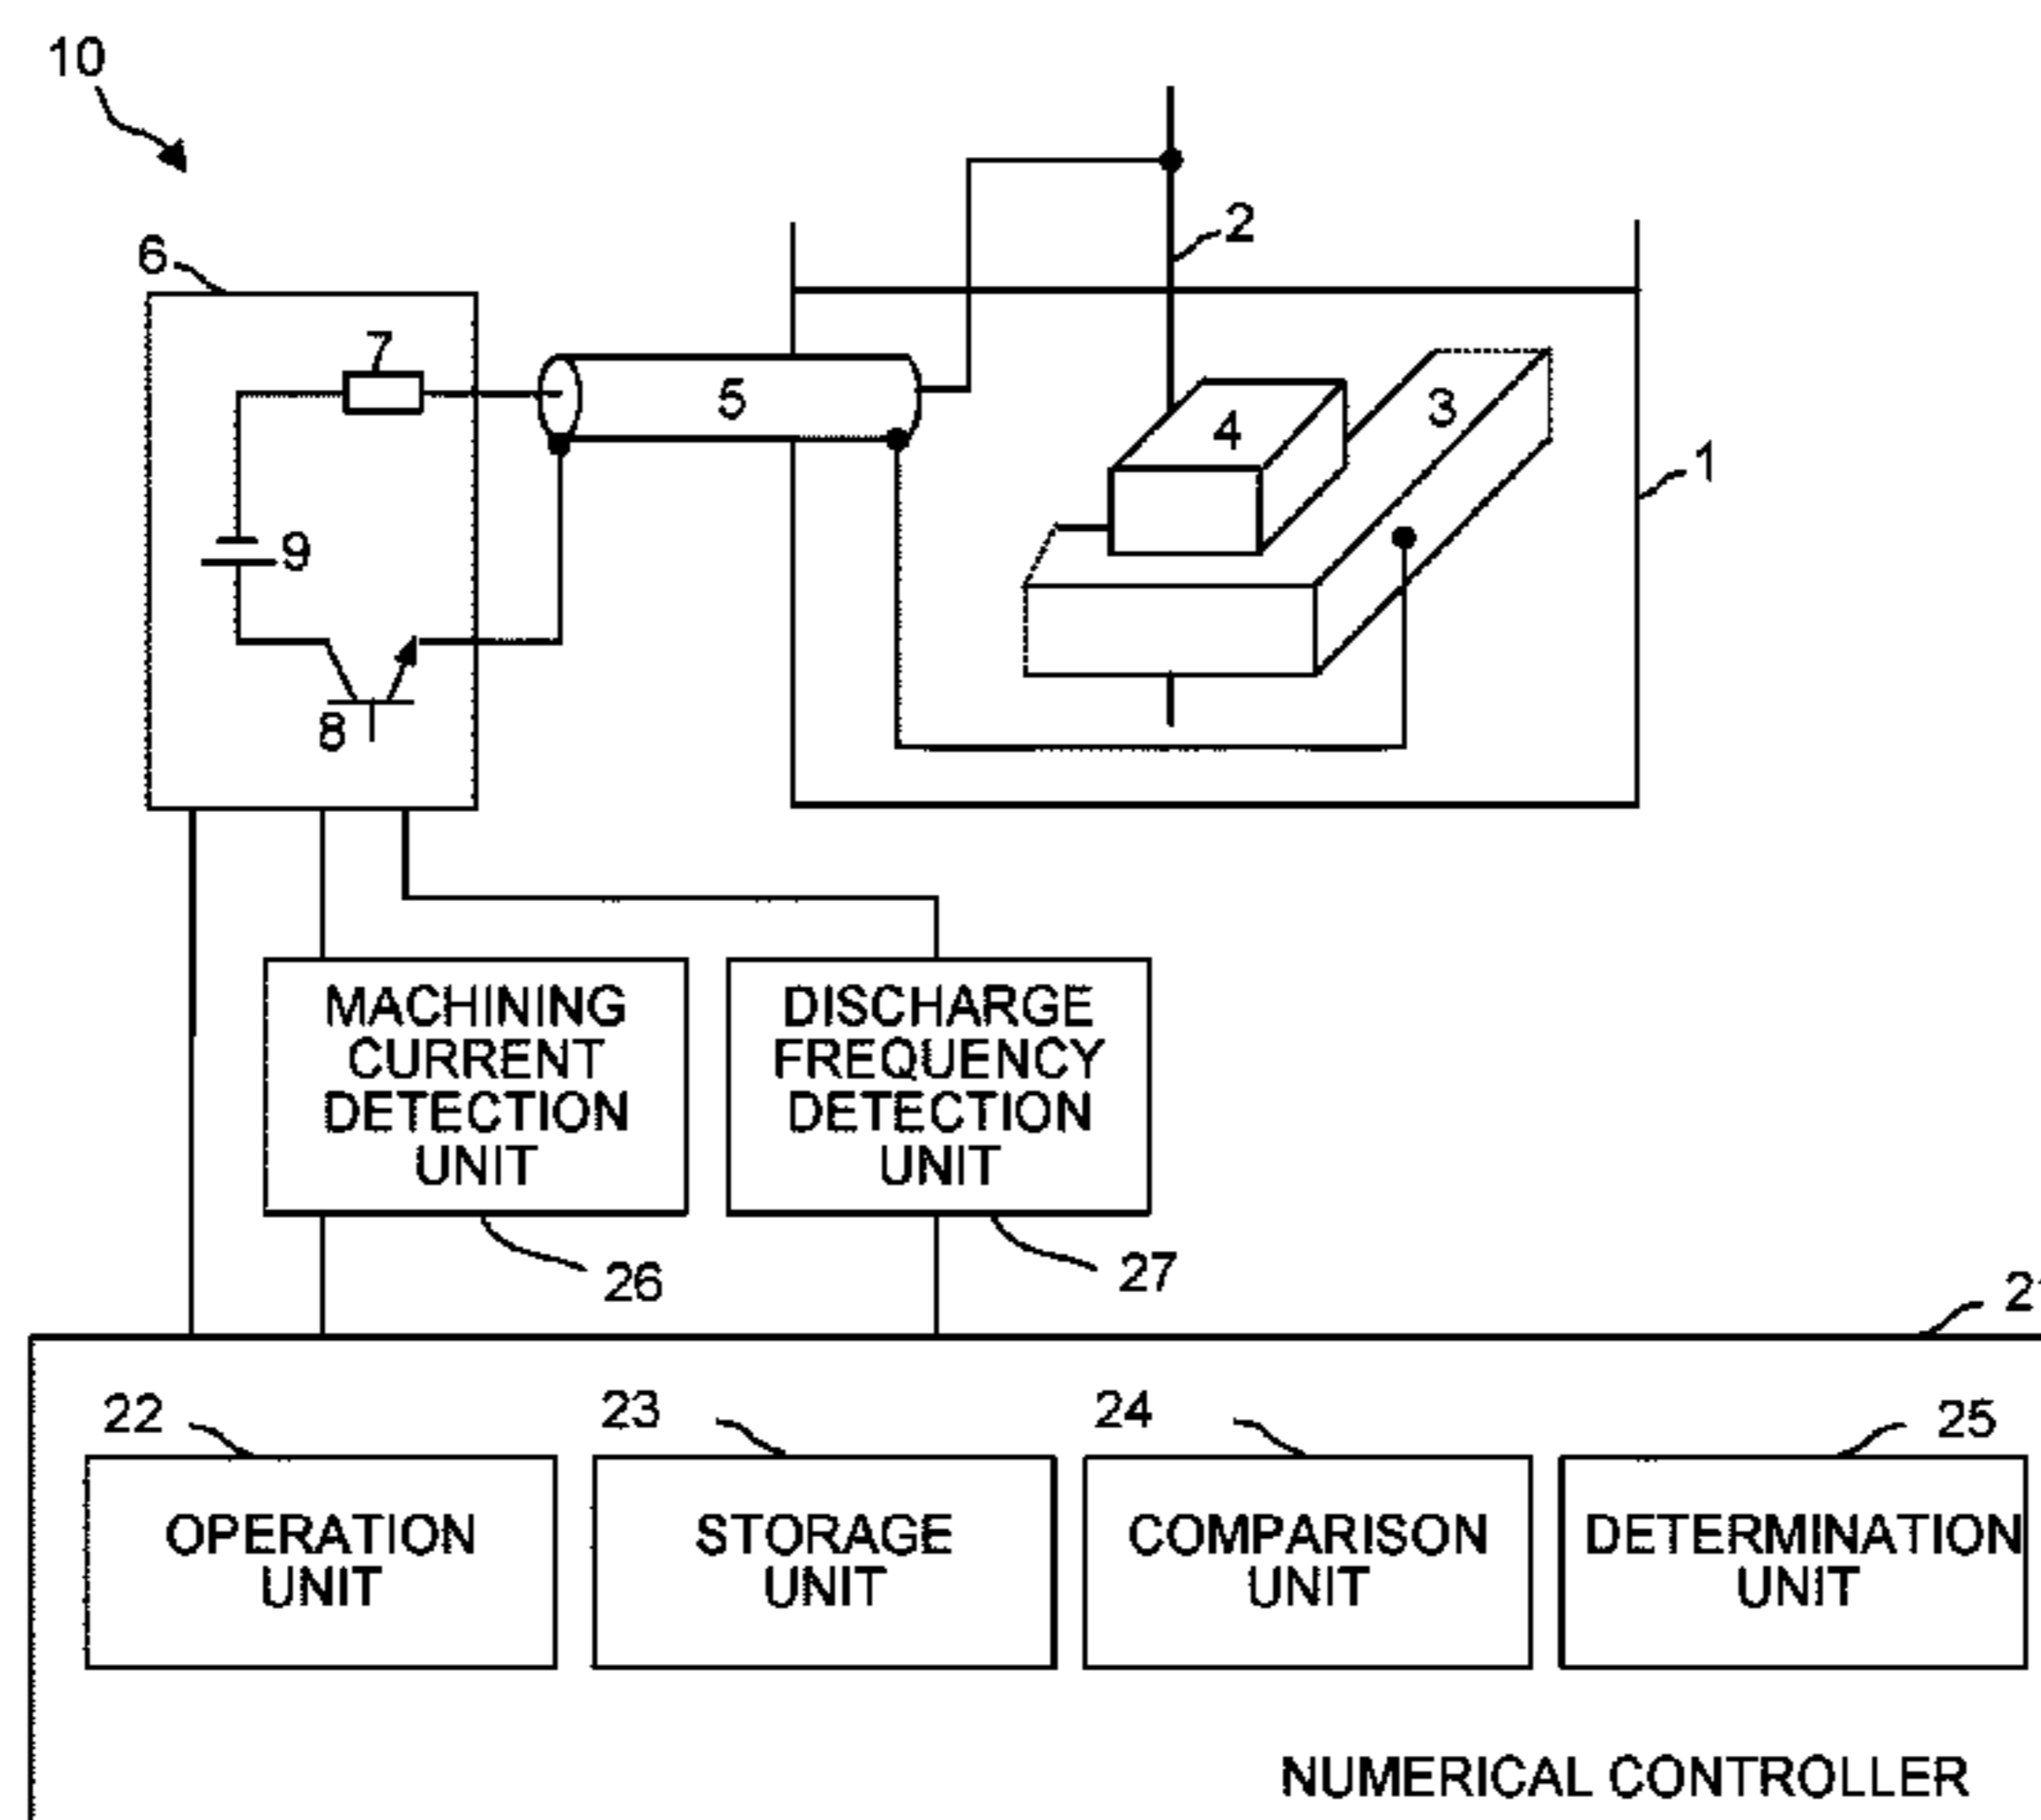 10
2
6
7
5
4
3
1
9
8
MACHINING
CURRENT
DETECTION
UNIT
DISCHARGE
FREQUENCY
DETECTION
UNIT
26
27
21
22
23
24
25
OPERATION
UNIT
STORAGE
UNIT
COMPARISON
UNIT
DETERMINATION
UNIT
NUMERICAL CONTROLLER